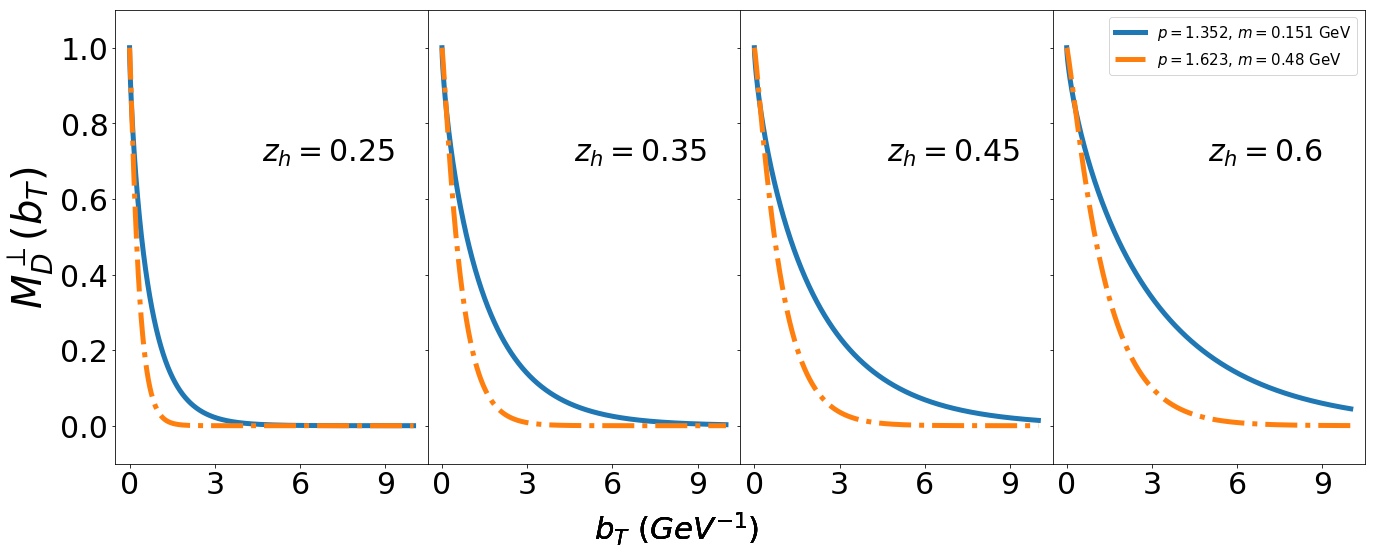 p = 1.352, m = 0.151 GeV
p = 1.623, m = 0.48 GeV
1.0
0.8
0.6
0.4
0.2
0.0
M_D^⊥(b_T)
z_h = 0.25
z_h = 0.35
z_h = 0.45
z_h = 0.6
0 3 6 9 0 3 6 9 0 3 6 9 0 3 6 9
b_T (GeV^{-1})